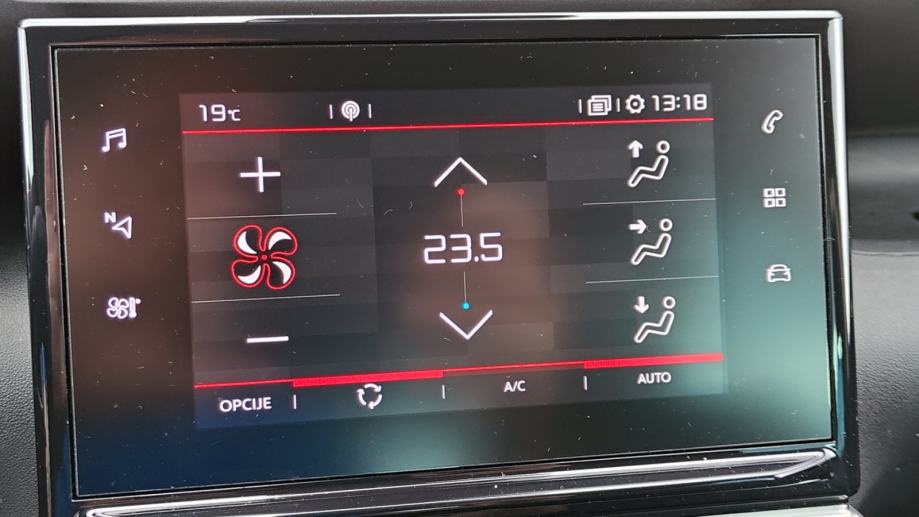 19°C 13:18
N
23.5
OPCIJE A/C AUTO